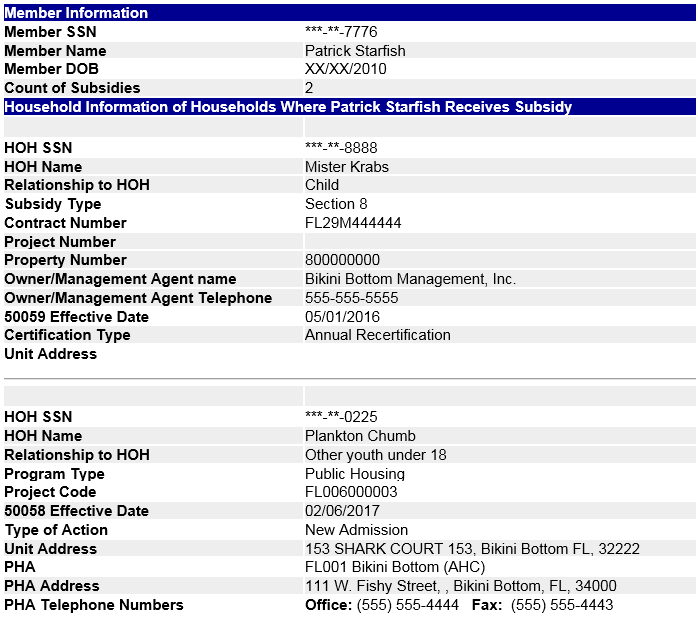 Member Information
Member SSN ***-**-7776
Member Name Patrick Starfish
Member DOB XX/XX/2010
Count of Subsidies 2
Household Information of Households Where Patrick Starfish Receives Subsidy
HOH SSN ***-**-8888
HOH Name Mister Krabs
Relationship to HOH Child
Subsidy Type Section 8
Contract Number FL29M444444
Project Number
Property Number 800000000
Owner/Management Agent name Bikini Bottom Management, Inc.
Owner/Management Agent Telephone 555-555-5555
50059 Effective Date 05/01/2016
Certification Type Annual Recertification
Unit Address
HOH SSN ***-**-0225
HOH Name Plankton Chumb
Relationship to HOH Other youth under 18
Program Type Public Housing
Project Code FL006000003
50058 Effective Date 02/06/2017
Type of Action New Admission
Unit Address 153 SHARK COURT 153, Bikini Bottom FL, 32222
PHA FL001 Bikini Bottom (AHC)
PHA Address 111 W. Fishy Street, , Bikini Bottom, FL, 34000
PHA Telephone Numbers Office: (555) 555-4444 Fax: (555) 555-4443